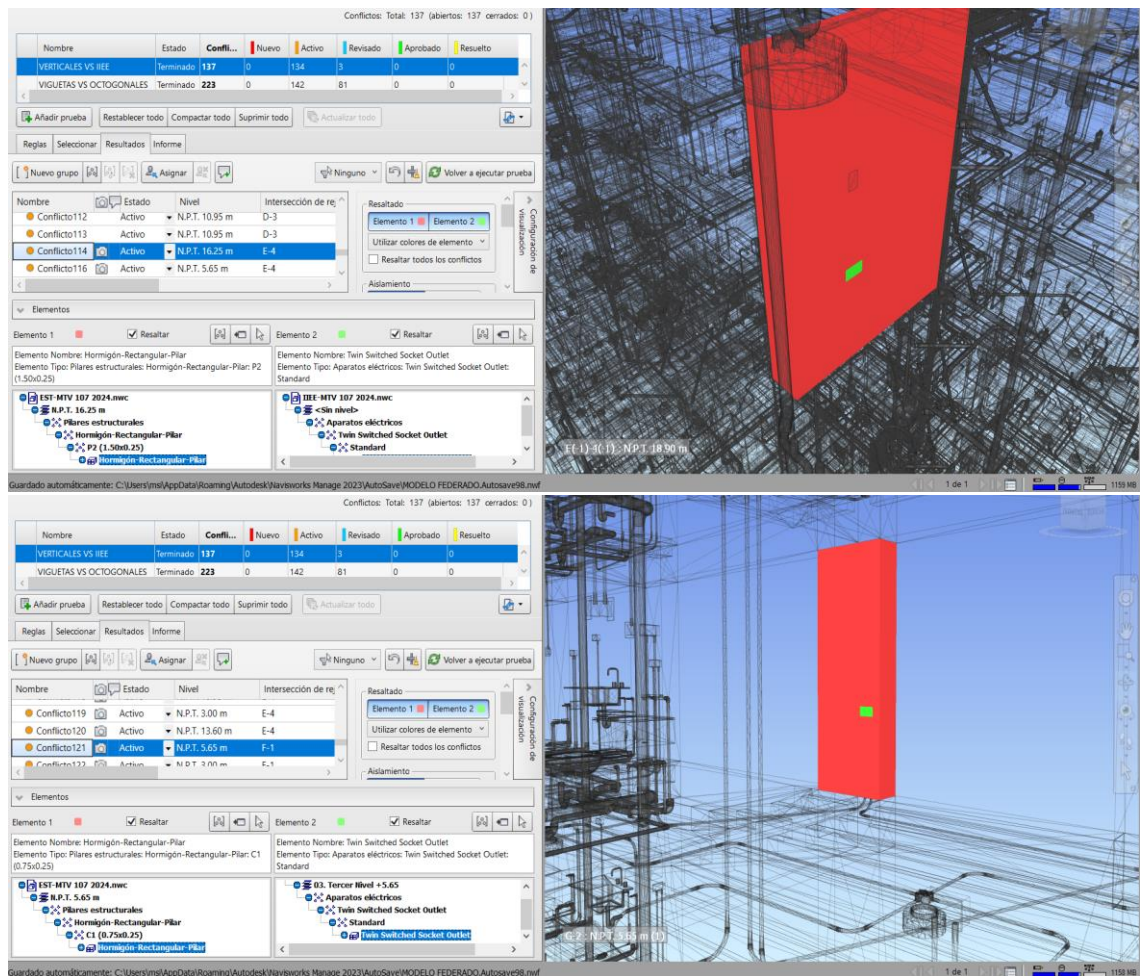 Conflictos: Total: 137 (abiertos: 137 cerrados: 0 )
Nombre Estado Confli... Nuevo Activo Revisado Aprobado Resuelto
VERTICALES VS IIEE Terminado 137 0 134 3 0 0
VIGUETAS VS OCTOGONALES Terminado 223 0 142 81 0 0
Añadir prueba Restablecer todo Compactar todo Suprimir todo Actualizar todo
Reglas Seleccionar Resultados Informe
Nuevo grupo Asignar Ninguno Volver a ejecutar prueba
Nombre Estado Nivel Intersección de rej
Conflicto112 Activo N.P.T. 10.95 m D-3
Conflicto113 Activo N.P.T. 10.95 m D-3
Conflicto114 Activo N.P.T. 16.25 m E-4
Conflicto116 Activo N.P.T. 5.65 m E-4
Resaltado
Elemento 1 Elemento 2
Utilizar colores de elemento
Resaltar todos los conflictos
Aislamiento
Configuración de visualización
Elementos
Elemento 1 Resaltar Elemento 2 Resaltar
Elemento Nombre: Hormigón-Rectangular-Pilar
Elemento Tipo: Pilares estructurales: Hormigón-Rectangular-Pilar: P2
(1.50x0.25)
Elemento Nombre: Twin Switched Socket Outlet
Elemento Tipo: Aparatos eléctricos: Twin Switched Socket Outlet:
Standard
EST-MTV 107 2024.nwc
N.P.T. 16.25 m
Pilares estructurales
Hormigón-Rectangular-Pilar
P2 (1.50x0.25)
Hormigón-Rectangular-Pilar
IIEE-MTV 107 2024.nwc
<Sin nivel>
Aparatos eléctricos
Twin Switched Socket Outlet
Standard
E(-1)-4(-1) : N.P.T. 18.90 m
Guardado automáticamente: C:\Users\msi\AppData\Roaming\Autodesk\Navisworks Manage 2023\AutoSave\MODELO FEDERADO.Autosave98.nwf
1 de 1 1159 MB
Conflictos: Total: 137 (abiertos: 137 cerrados: 0 )
Nombre Estado Confli... Nuevo Activo Revisado Aprobado Resuelto
VERTICALES VS IIEE Terminado 137 0 134 3 0 0
VIGUETAS VS OCTOGONALES Terminado 223 0 142 81 0 0
Añadir prueba Restablecer todo Compactar todo Suprimir todo Actualizar todo
Reglas Seleccionar Resultados Informe
Nuevo grupo Asignar Ninguno Volver a ejecutar prueba
Nombre Estado Nivel Intersección de rej
Conflicto119 Activo N.P.T. 3.00 m E-4
Conflicto120 Activo N.P.T. 13.60 m E-4
Conflicto121 Activo N.P.T. 5.65 m F-1
Conflicto122 Activo N.P.T. 3.00 m F-1
Resaltado
Elemento 1 Elemento 2
Utilizar colores de elemento
Resaltar todos los conflictos
Aislamiento
Configuración de visualización
Elementos
Elemento 1 Resaltar Elemento 2 Resaltar
Elemento Nombre: Hormigón-Rectangular-Pilar
Elemento Tipo: Pilares estructurales: Hormigón-Rectangular-Pilar: C1
(0.75x0.25)
Elemento Nombre: Twin Switched Socket Outlet
Elemento Tipo: Aparatos eléctricos: Twin Switched Socket Outlet:
Standard
EST-MTV 107 2024.nwc
N.P.T. 5.65 m
Pilares estructurales
Hormigón-Rectangular-Pilar
C1 (0.75x0.25)
Hormigón-Rectangular-Pilar
03. Tercer Nivel +5.65
Aparatos eléctricos
Twin Switched Socket Outlet
Standard
Twin Switched Socket Outlet
G-2 : N.P.T. 5.65 m (1)
Guardado automáticamente: C:\Users\msi\AppData\Roaming\Autodesk\Navisworks Manage 2023\AutoSave\MODELO FEDERADO.Autosave98.nwf
1 de 1 1158 MB